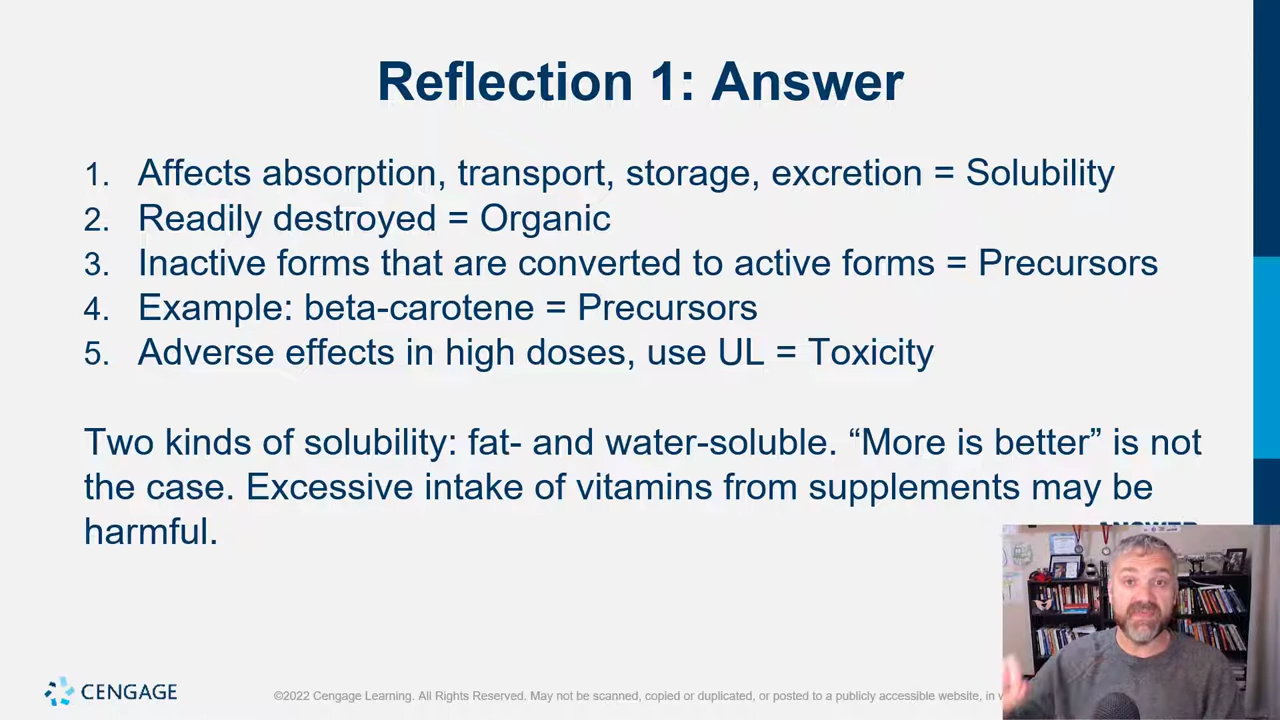 Reflection 1: Answer
1. Affects absorption, transport, storage, excretion = Solubility
2. Readily destroyed = Organic
3. Inactive forms that are converted to active forms = Precursors
4. Example: beta-carotene = Precursors
5. Adverse effects in high doses, use UL = Toxicity
Two kinds of solubility: fat- and water-soluble. “More is better” is not
the case. Excessive intake of vitamins from supplements may be
harmful.
CENGAGE
©2022 Cengage Learning. All Rights Reserved. May not be scanned, copied or duplicated, or posted to a publicly accessible website, in